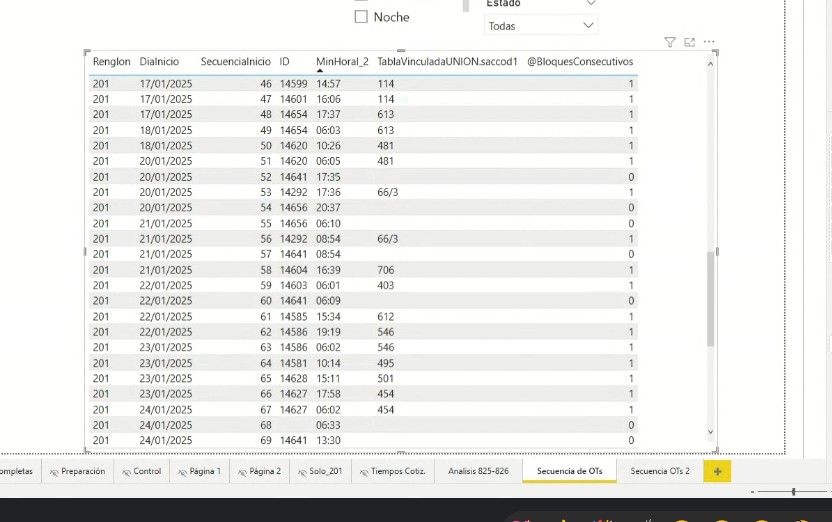 Estado
Noche
Todas
Renglon DiaInicio SecuenciaInicio ID MinHoraI_2 TablaVinculadaUNION.saccod1 @BloquesConsecutivos
201 17/01/2025 46 14599 14:57 114 1
201 17/01/2025 47 14601 16:06 114 1
201 17/01/2025 48 14654 17:37 613 1
201 18/01/2025 49 14654 06:03 613 1
201 18/01/2025 50 14620 10:26 481 1
201 20/01/2025 51 14620 06:05 481 1
201 20/01/2025 52 14641 17:35 0
201 20/01/2025 53 14292 17:36 66/3 1
201 20/01/2025 54 14656 20:37 0
201 21/01/2025 55 14656 06:10 0
201 21/01/2025 56 14292 08:54 66/3 1
201 21/01/2025 57 14641 08:54 0
201 21/01/2025 58 14604 16:39 706 1
201 22/01/2025 59 14603 06:01 403 1
201 22/01/2025 60 14641 06:09 0
201 22/01/2025 61 14585 15:34 612 1
201 22/01/2025 62 14586 19:19 546 1
201 23/01/2025 63 14586 06:02 546 1
201 23/01/2025 64 14581 10:14 495 1
201 23/01/2025 65 14628 15:11 501 1
201 23/01/2025 66 14627 17:58 454 1
201 24/01/2025 67 14627 06:02 454 1
201 24/01/2025 68 06:33 0
201 24/01/2025 69 14641 13:30 0
ompletas Preparación Control Página 1 Página 2 Solo_201 Tiempos Cotiz. Analisis 825-826 Secuencia de OTs Secuencia OTs 2 +